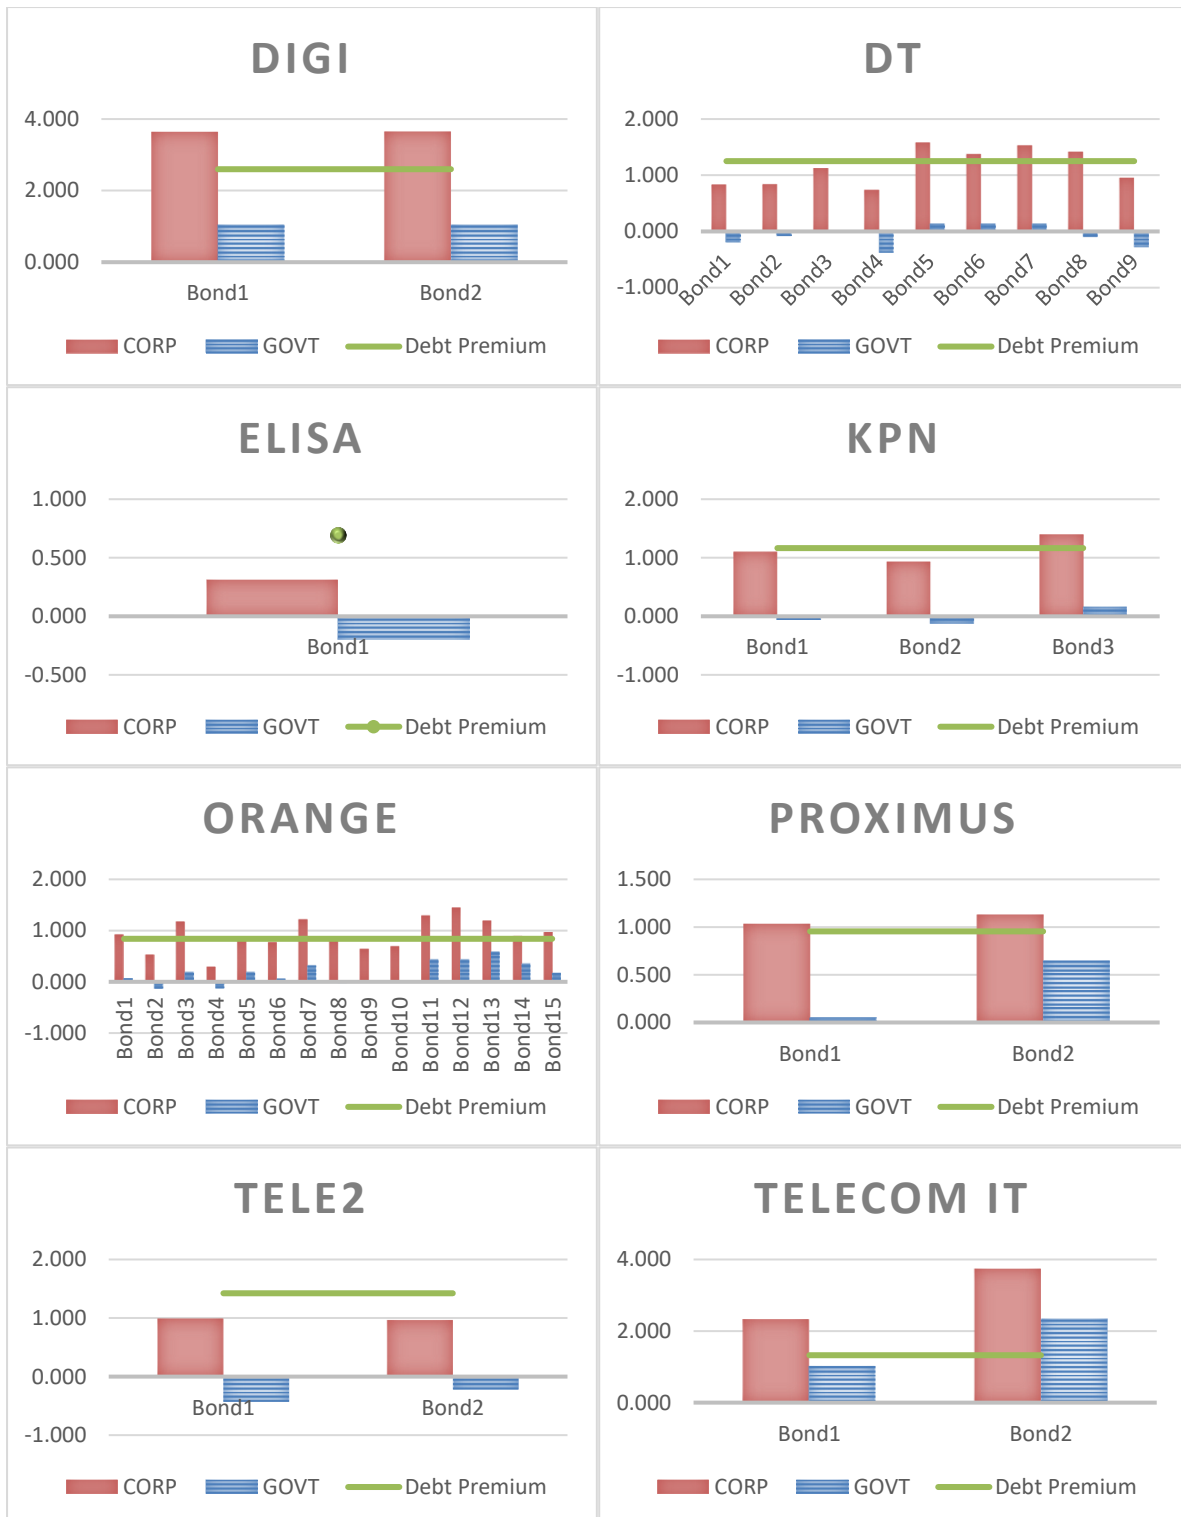 DIGI
4.000
2.000
0.000
Bond1 Bond2
CORP GOVT Debt Premium
DT
2.000
1.000
0.000
-1.000
Bond1 Bond2 Bond3 Bond4 Bond5 Bond6 Bond7 Bond8 Bond9
CORP GOVT Debt Premium
ELISA
1.000
0.500
0.000
-0.500
Bond1
CORP GOVT Debt Premium
KPN
2.000
1.000
0.000
-1.000
Bond1 Bond2 Bond3
CORP GOVT Debt Premium
ORANGE
2.000
1.000
0.000
-1.000
Bond1 Bond2 Bond3 Bond4 Bond5 Bond6 Bond7 Bond8 Bond9 Bond10 Bond11 Bond12 Bond13 Bond14 Bond15
CORP GOVT Debt Premium
PROXIMUS
1.500
1.000
0.500
0.000
Bond1 Bond2
CORP GOVT Debt Premium
TELE2
2.000
1.000
0.000
-1.000
Bond1 Bond2
CORP GOVT Debt Premium
TELECOM IT
4.000
2.000
0.000
Bond1 Bond2
CORP GOVT Debt Premium